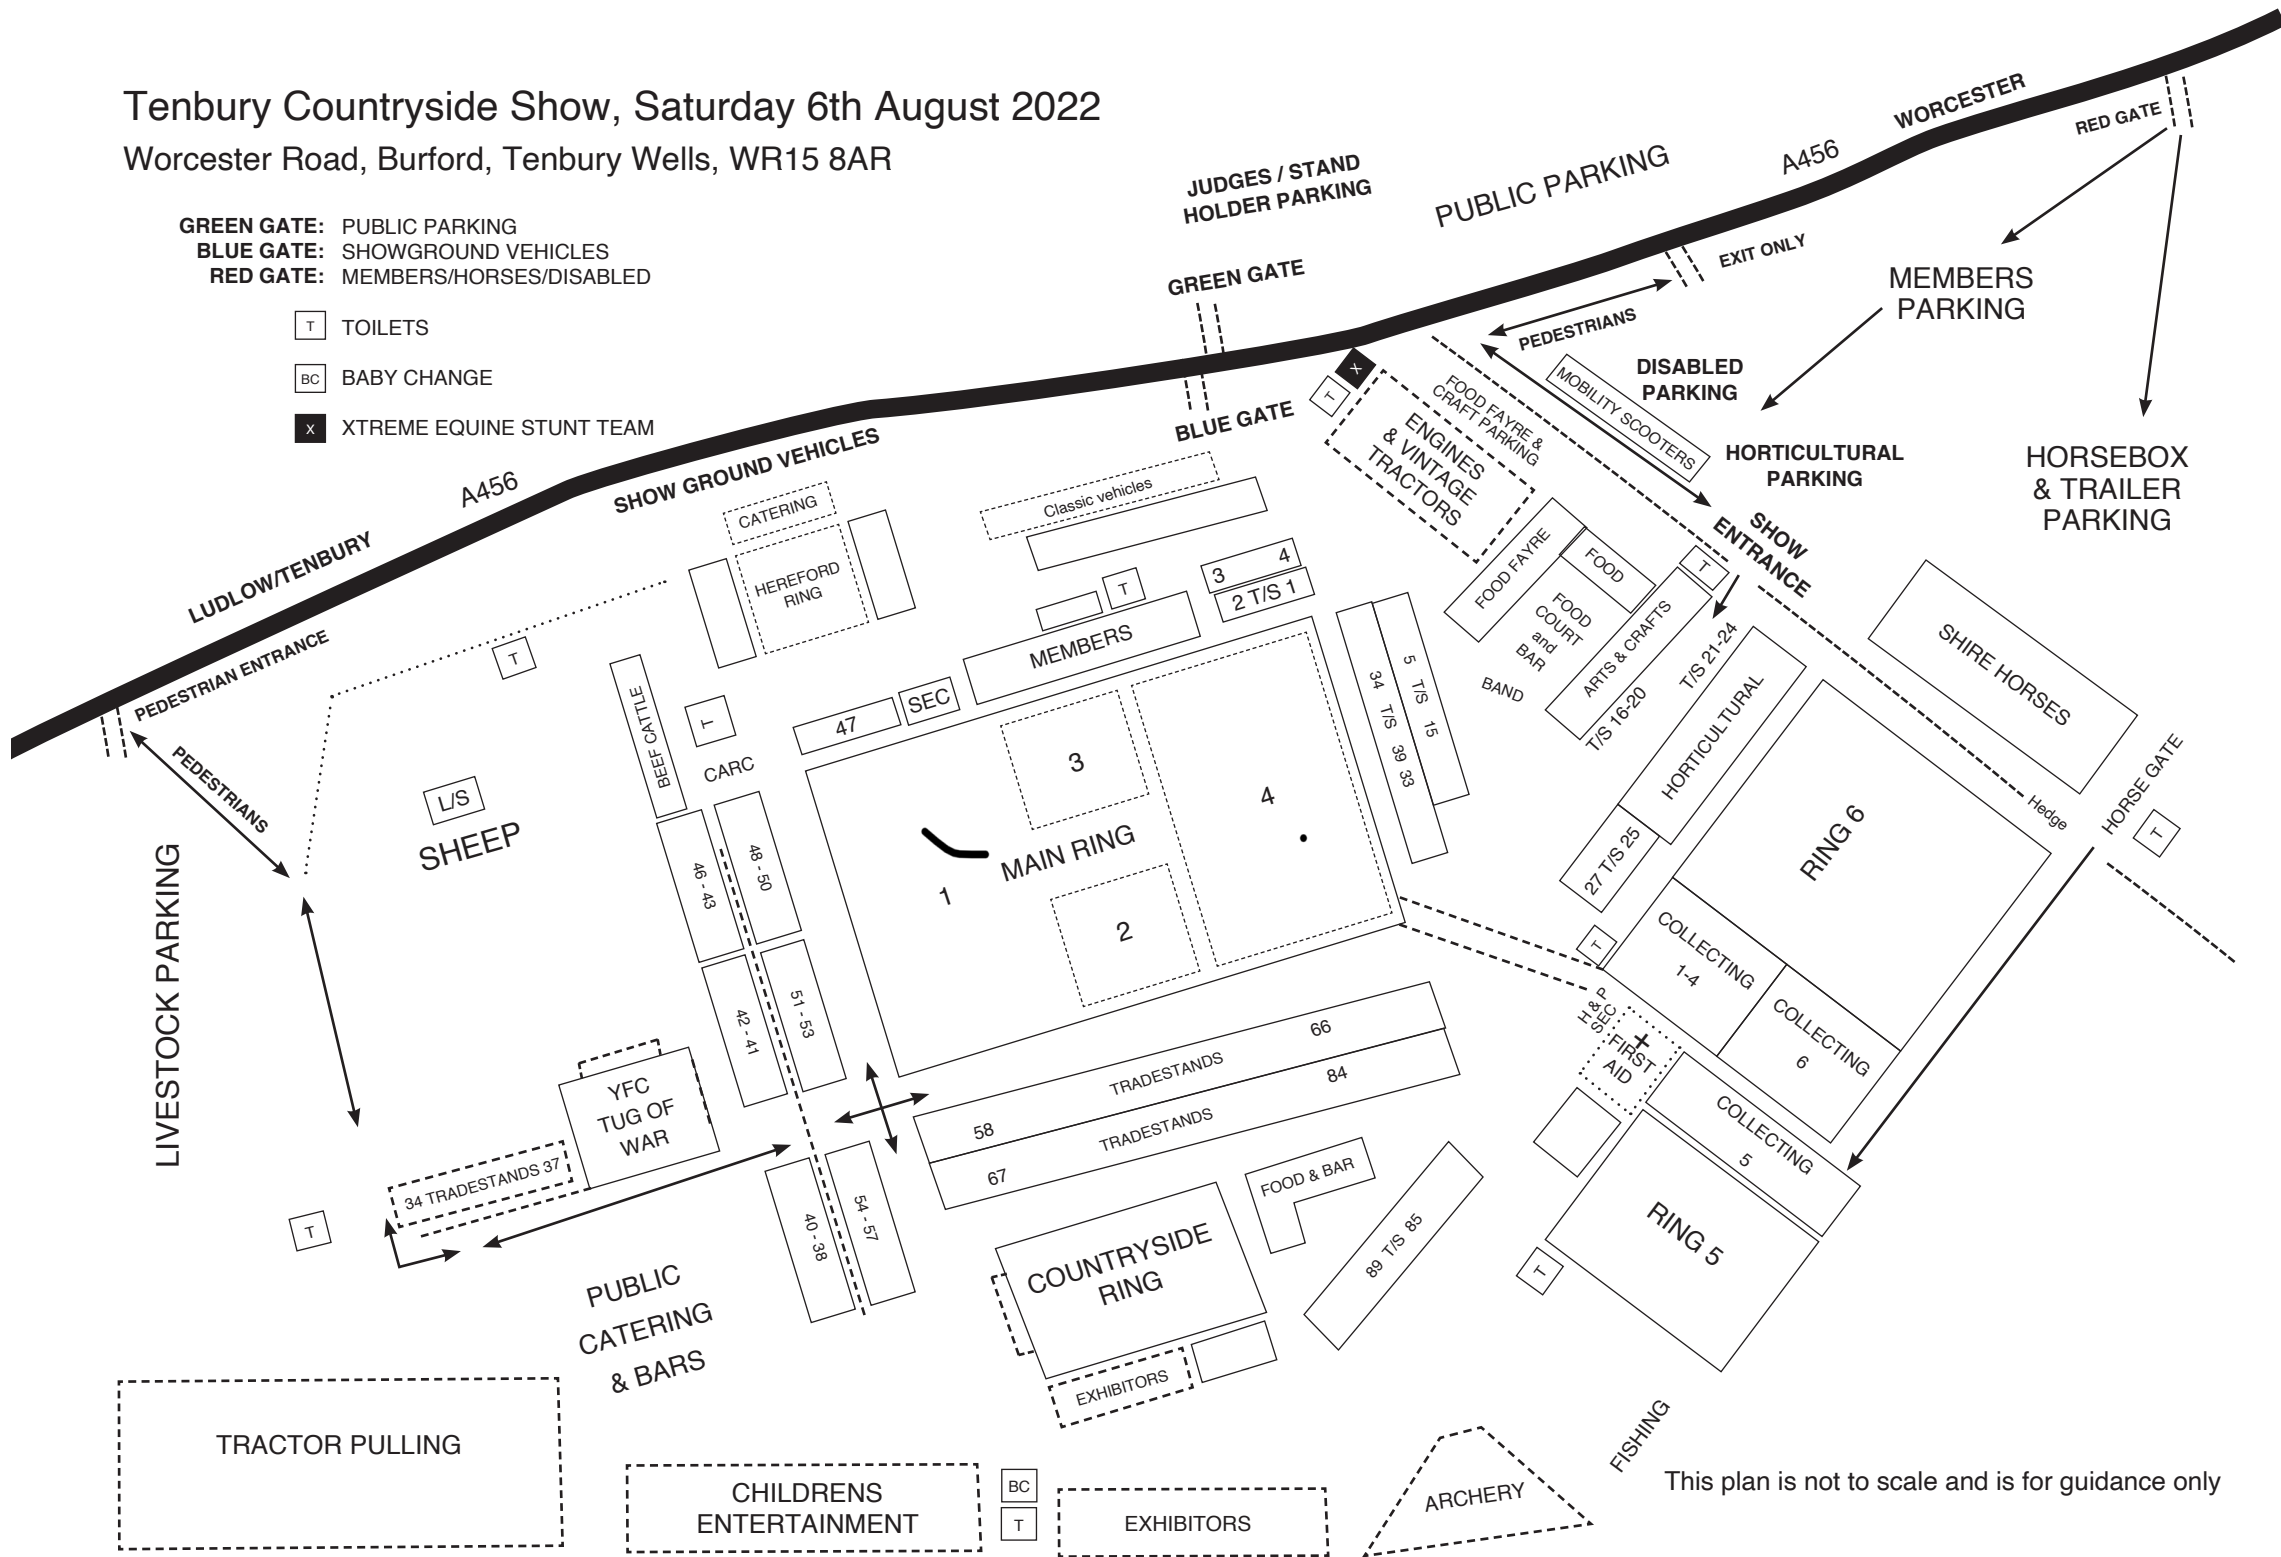 Tenbury Countryside Show, Saturday 6th August 2022
Worcester Road, Burford, Tenbury Wells, WR15 8AR
GREEN GATE: PUBLIC PARKING
BLUE GATE: SHOWGROUND VEHICLES
RED GATE: MEMBERS/HORSES/DISABLED
T TOILETS
BC BABY CHANGE
X XTREME EQUINE STUNT TEAM
JUDGES / STAND
HOLDER PARKING
PUBLIC PARKING
A456
WORCESTER
RED GATE
GREEN GATE
EXIT ONLY
MEMBERS
PARKING
PEDESTRIANS
DISABLED
PARKING
MOBILITY SCOOTERS
HORTICULTURAL
PARKING
HORSEBOX
& TRAILER
PARKING
X
T
FOOD FAYRE &
CRAFT PARKING
BLUE GATE
ENGINES
& VINTAGE
TRACTORS
SHOW GROUND VEHICLES
A456
LUDLOW/TENBURY
PEDESTRIAN ENTRANCE
PEDESTRIANS
CATERING
HEREFORD
RING
Classic vehicles
SHOW
ENTRANCE
T
FOOD FAYRE
FOOD
FOOD
COURT
and
BAR
BAND
ARTS & CRAFTS
T/S 16-20
T/S 21-24
HORTICULTURAL
27 T/S 25
SHIRE HORSES
HORSE GATE
Hedge
T
T
BEEF CATTLE
T
CARC
47
SEC
MEMBERS
T
3 4
2 T/S 1
5 T/S 15
34 T/S 39 33
L/S
SHEEP
LIVESTOCK PARKING
46 - 43
48 - 50
42 - 41
51 - 53
MAIN RING
1
2
3
4
RING 6
COLLECTING
1-4
COLLECTING
6
T
H & P
SEC
FIRST
AID
COLLECTING
5
RING 5
T
YFC
TUG OF
WAR
34 TRADESTANDS 37
T
40 - 38
54 - 57
58 TRADESTANDS 66
67 TRADESTANDS 84
FOOD & BAR
89 T/S 85
COUNTRYSIDE
RING
EXHIBITORS
PUBLIC
CATERING
& BARS
TRACTOR PULLING
CHILDRENS
ENTERTAINMENT
BC
T
EXHIBITORS
ARCHERY
FISHING
This plan is not to scale and is for guidance only